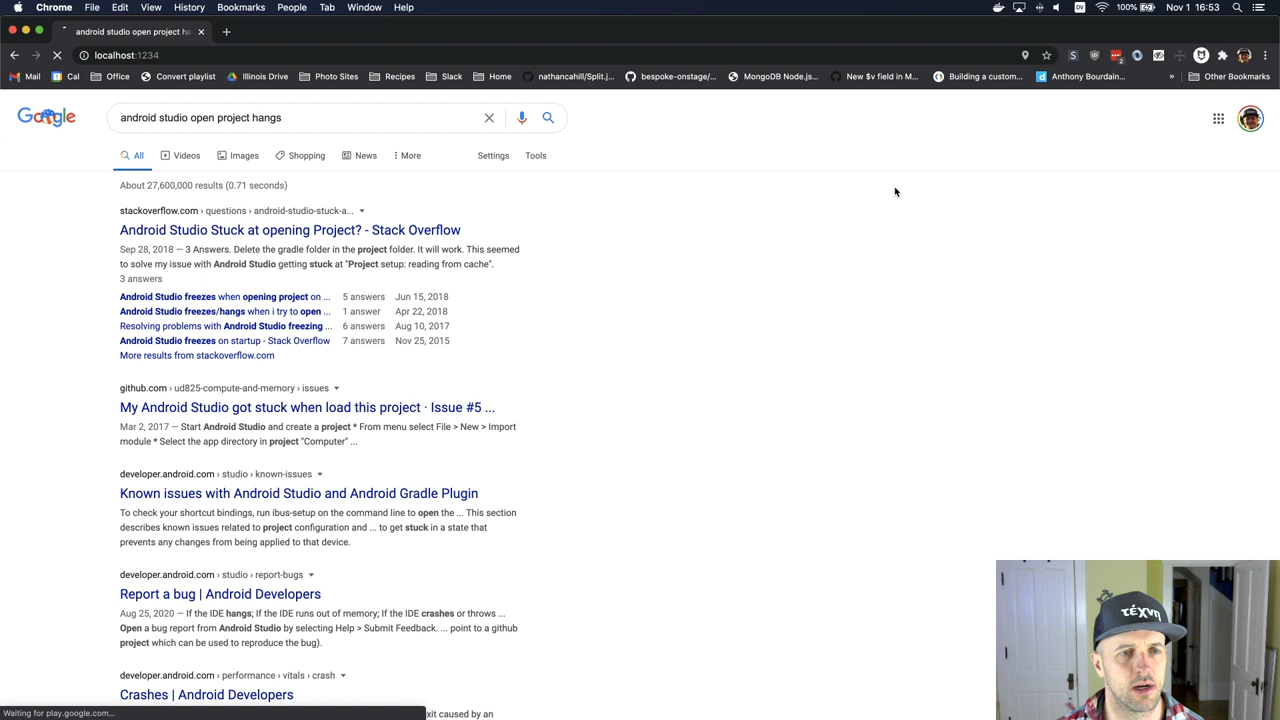 Chrome File Edit View History Bookmarks People Tab Window Help
DV 100% Nov 1 16:53
android studio open project ha
localhost:1234
2
Mail Cal Office Convert playlist Illinois Drive Photo Sites Recipes Slack Home nathancahill/Split.j... bespoke-onstage/... MongoDB Node.js... New $v field in M... Building a custom... Anthony Bourdain... » Other Bookmarks
Google
android studio open project hangs
All Videos Images Shopping News More Settings Tools
About 27,600,000 results (0.71 seconds)
stackoverflow.com › questions › android-studio-stuck-a...
Android Studio Stuck at opening Project? - Stack Overflow
Sep 28, 2018 — 3 Answers. Delete the gradle folder in the project folder. It will work. This seemed
to solve my issue with Android Studio getting stuck at "Project setup: reading from cache".
3 answers
Android Studio freezes when opening project on ... 5 answers Jun 15, 2018
Android Studio freezes/hangs when i try to open ... 1 answer Apr 22, 2018
Resolving problems with Android Studio freezing ... 6 answers Aug 10, 2017
Android Studio freezes on startup - Stack Overflow 7 answers Nov 25, 2015
More results from stackoverflow.com
github.com › ud825-compute-and-memory › issues
My Android Studio got stuck when load this project · Issue #5 ...
Mar 2, 2017 — Start Android Studio and create a project * From menu select File > New > Import
module * Select the app directory in project "Computer" ...
developer.android.com › studio › known-issues
Known issues with Android Studio and Android Gradle Plugin
To check your shortcut bindings, run ibus-setup on the command line to open the ... This section
describes known issues related to project configuration and ... to get stuck in a state that
prevents any changes from being applied to that device.
developer.android.com › studio › report-bugs
Report a bug | Android Developers
Aug 25, 2020 — If the IDE hangs; If the IDE runs out of memory; If the IDE crashes or throws ...
Open a bug report from Android Studio by selecting Help > Submit Feedback. ... point to a github
project which can be used to reproduce the bug).
developer.android.com › performance › vitals › crash
Crashes | Android Developers
Waiting for play.google.com...
xit caused by an
τέχνη